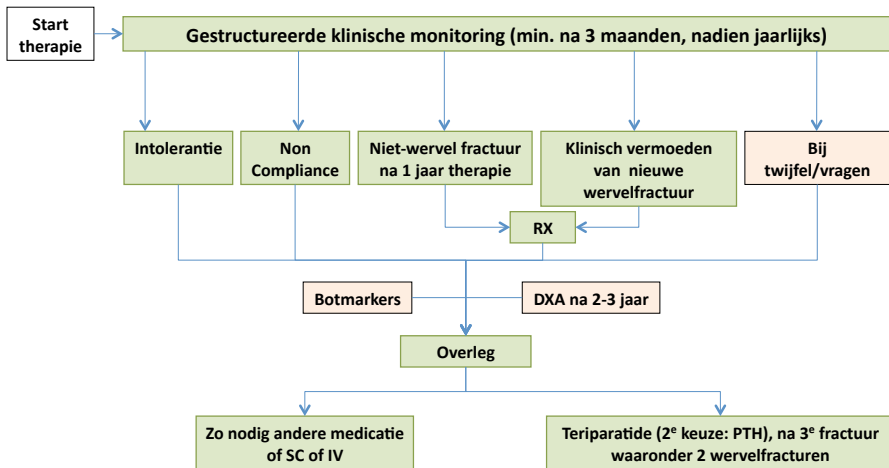 Start
therapie
Gestructureerde klinische monitoring (min. na 3 maanden, nadien jaarlijks)
Intolerantie
Non
Compliance
Niet-wervel fractuur
na 1 jaar therapie
Klinisch vermoeden
van nieuwe
wervelfractuur
Bij
twijfel/vragen
RX
Botmarkers
DXA na 2-3 jaar
Overleg
Zo nodig andere medicatie
of SC of IV
Teriparatide (2e keuze: PTH), na 3e fractuur
waaronder 2 wervelfracturen